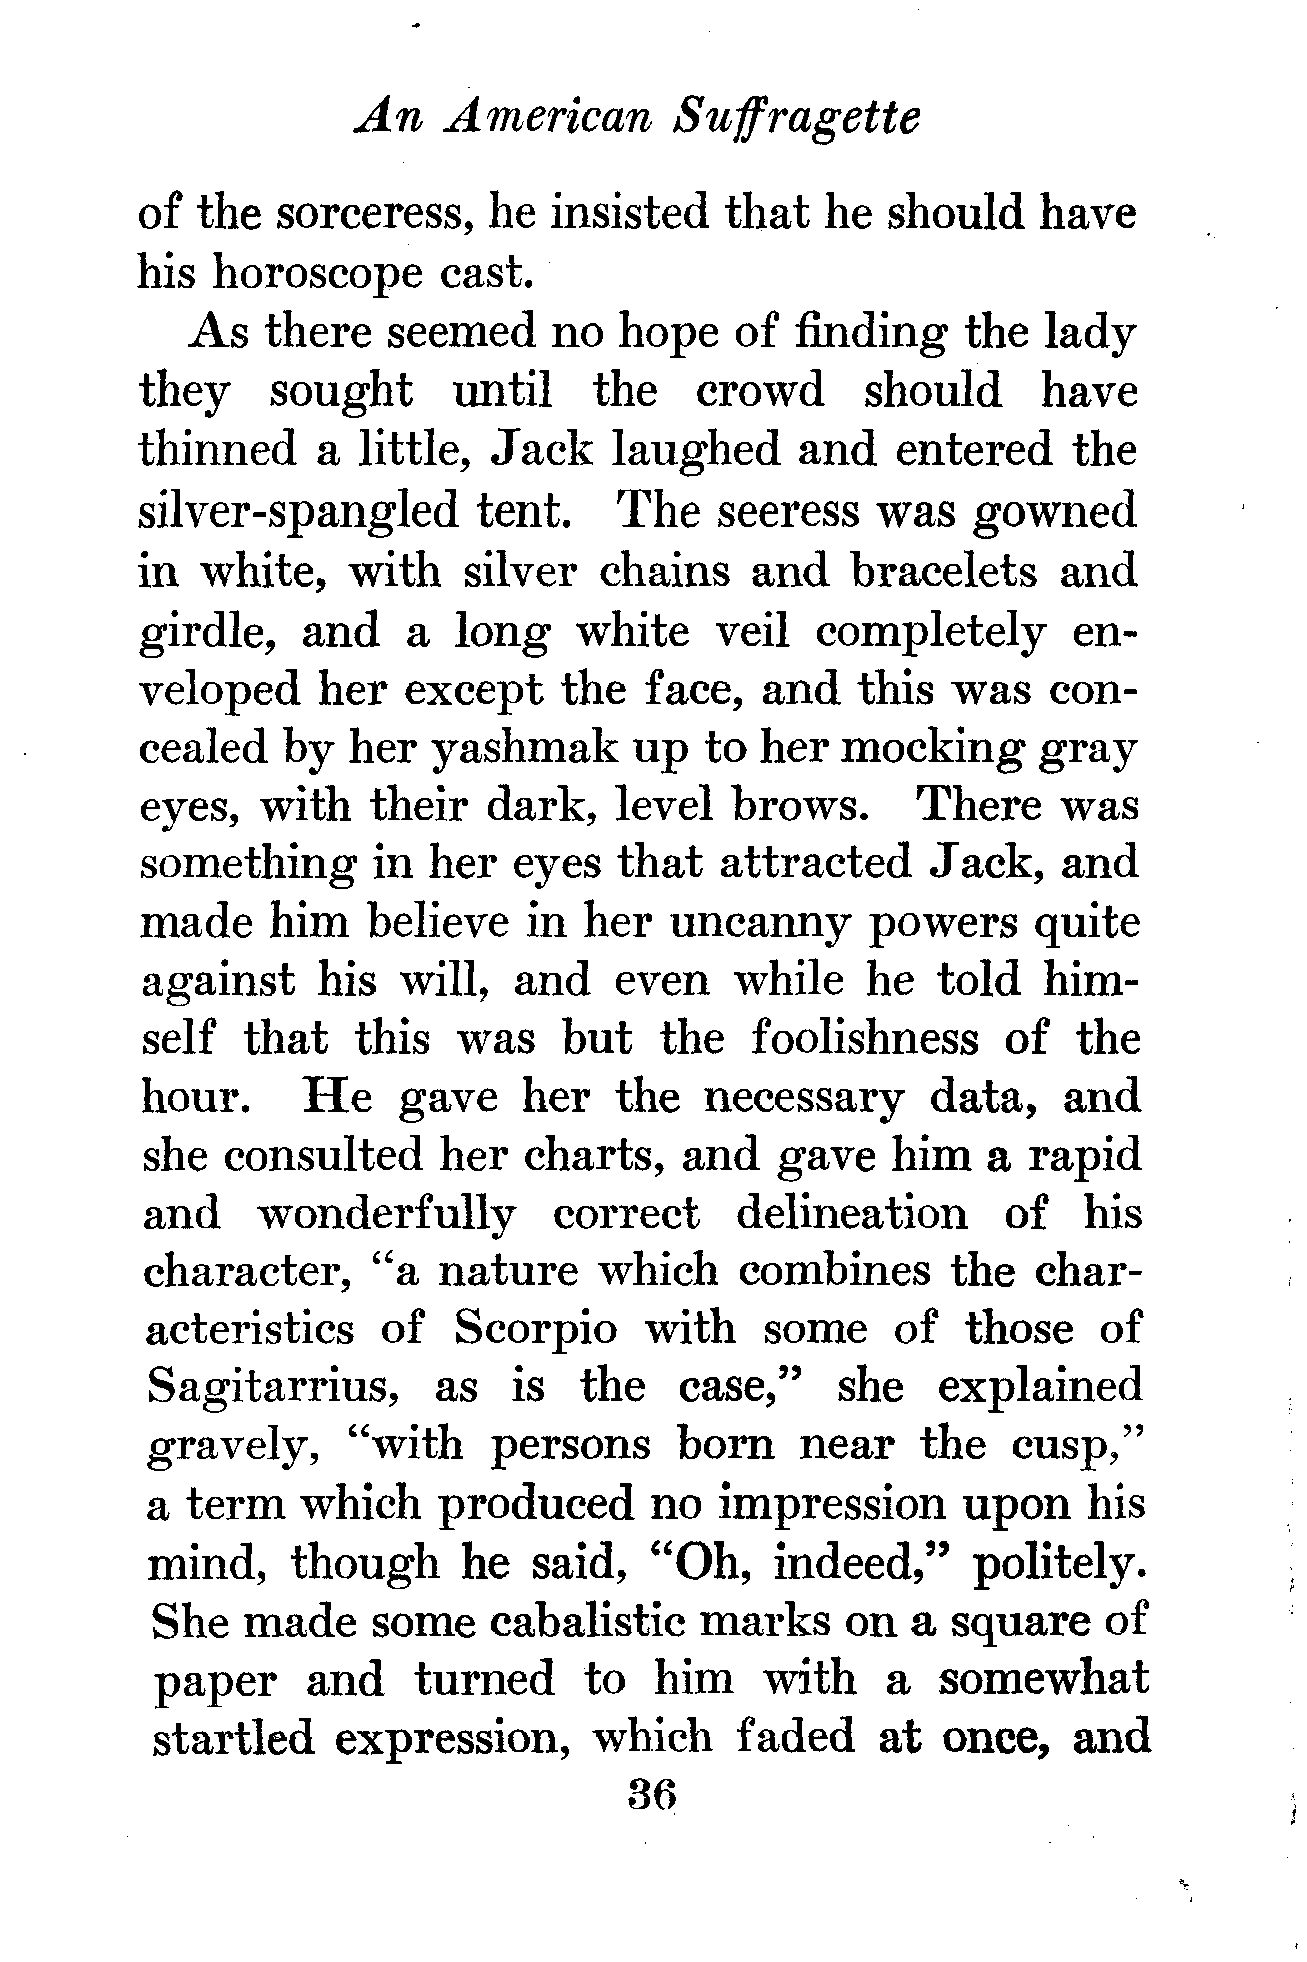 An American Suffragette
of the sorceress, he insisted that he should have
his horoscope cast.
As there seemed no hope of finding the lady
they sought until the crowd should have
thinned a little, Jack laughed and entered the
silver-spangled tent. The seeress was gowned
in white, with silver chains and bracelets and
girdle, and a long white veil completely en-
veloped her except the face, and this was con-
cealed by her yashmak up to her mocking gray
eyes, with their dark, level brows. There was
something in her eyes that attracted Jack, and
made him believe in her uncanny powers quite
against his will, and even while he told him-
self that this was but the foolishness of the
hour. He gave her the necessary data, and
she consulted her charts, and gave him a rapid
and wonderfully correct delineation of his
character, “a nature which combines the char-
acteristics of Scorpio with some of those of
Sagitarrius, as is the case,” she explained
gravely, “with persons born near the cusp,”
a term which produced no impression upon his
mind, though he said, “Oh, indeed,” politely.
She made some cabalistic marks on a square of
paper and turned to him with a somewhat
startled expression, which faded at once, and
36